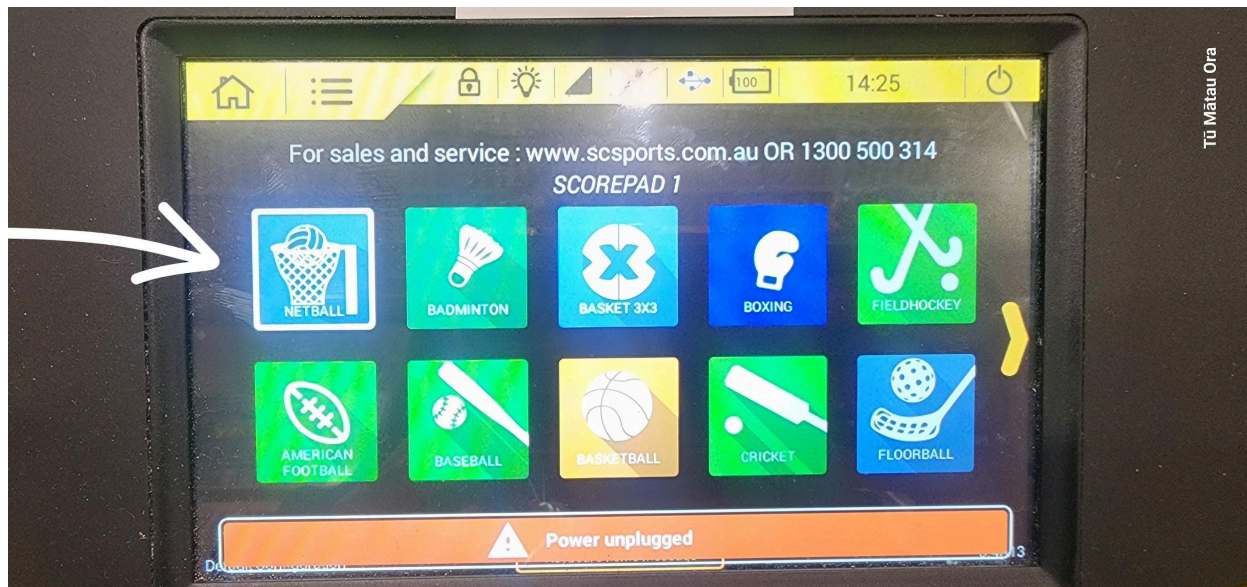 100
14:25
Tū Mātau Ora
For sales and service : www.scsports.com.au OR 1300 500 314
SCOREPAD 1
NETBALL
BADMINTON
BASKET 3X3
BOXING
FIELDHOCKEY
AMERICAN
FOOTBALL
BASEBALL
BASKETBALL
CRICKET
FLOORBALL
Power unplugged